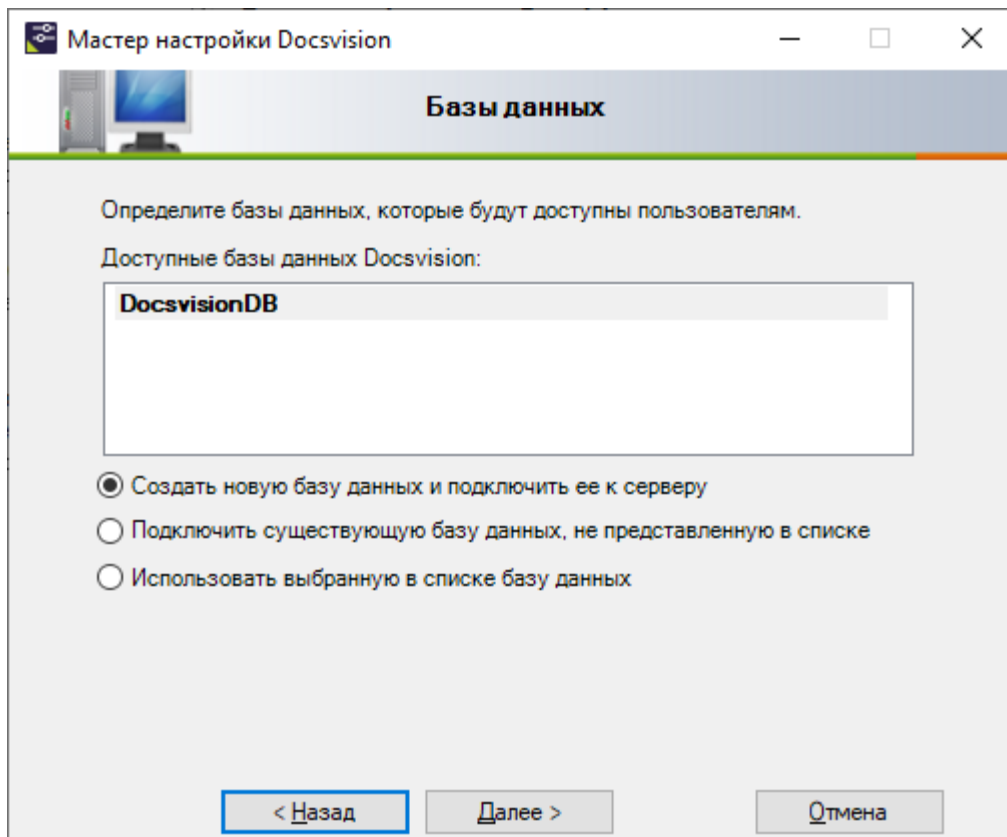 Мастер настройки Docsvision
Базы данных
Определите базы данных, которые будут доступны пользователям.
Доступные базы данных Docsvision:
DocsvisionDB
Создать новую базу данных и подключить ее к серверу
Подключить существующую базу данных, не представленную в списке
Использовать выбранную в списке базу данных
< Назад
Далее >
Отмена